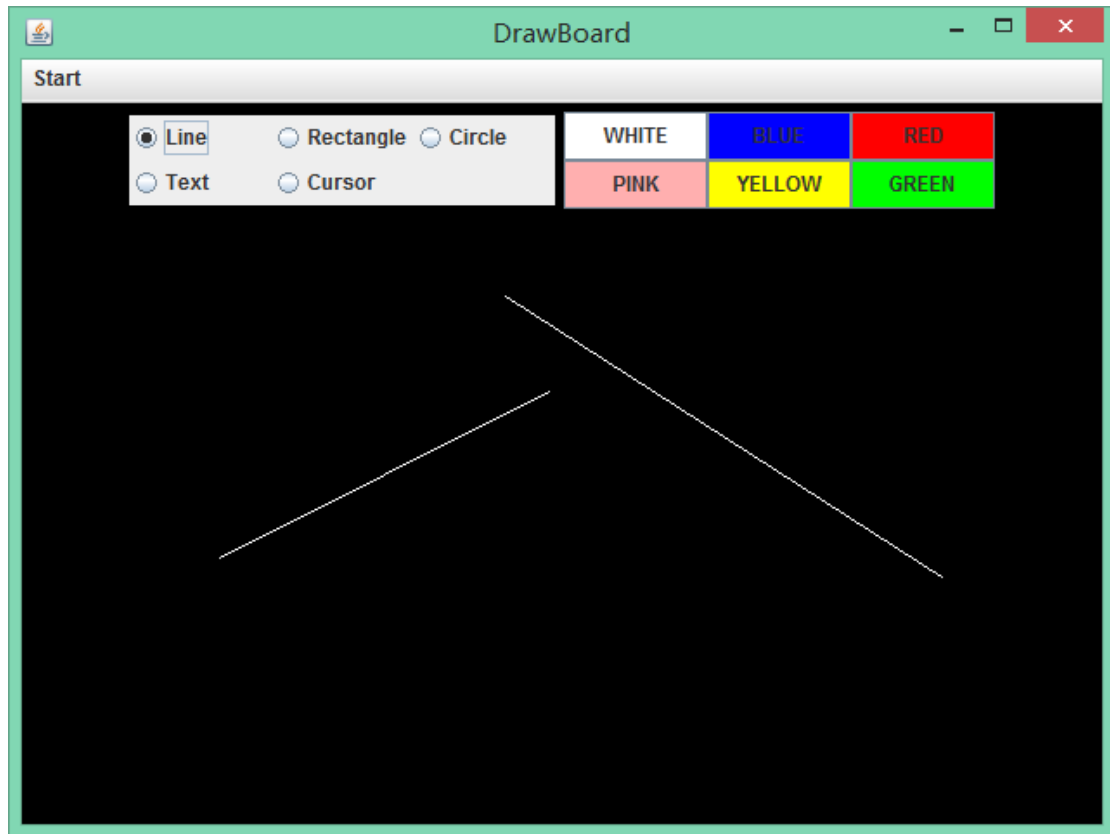 DrawBoard
Start
Line Rectangle Circle WHITE BLUE RED
Text Cursor PINK YELLOW GREEN